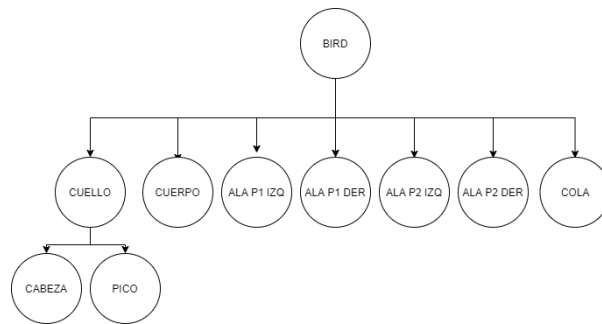 BIRD
CUELLO
CUERPO
ALA P1 IZQ
ALA P1 DER
ALA P2 IZQ
ALA P2 DER
COLA
CABEZA
PICO